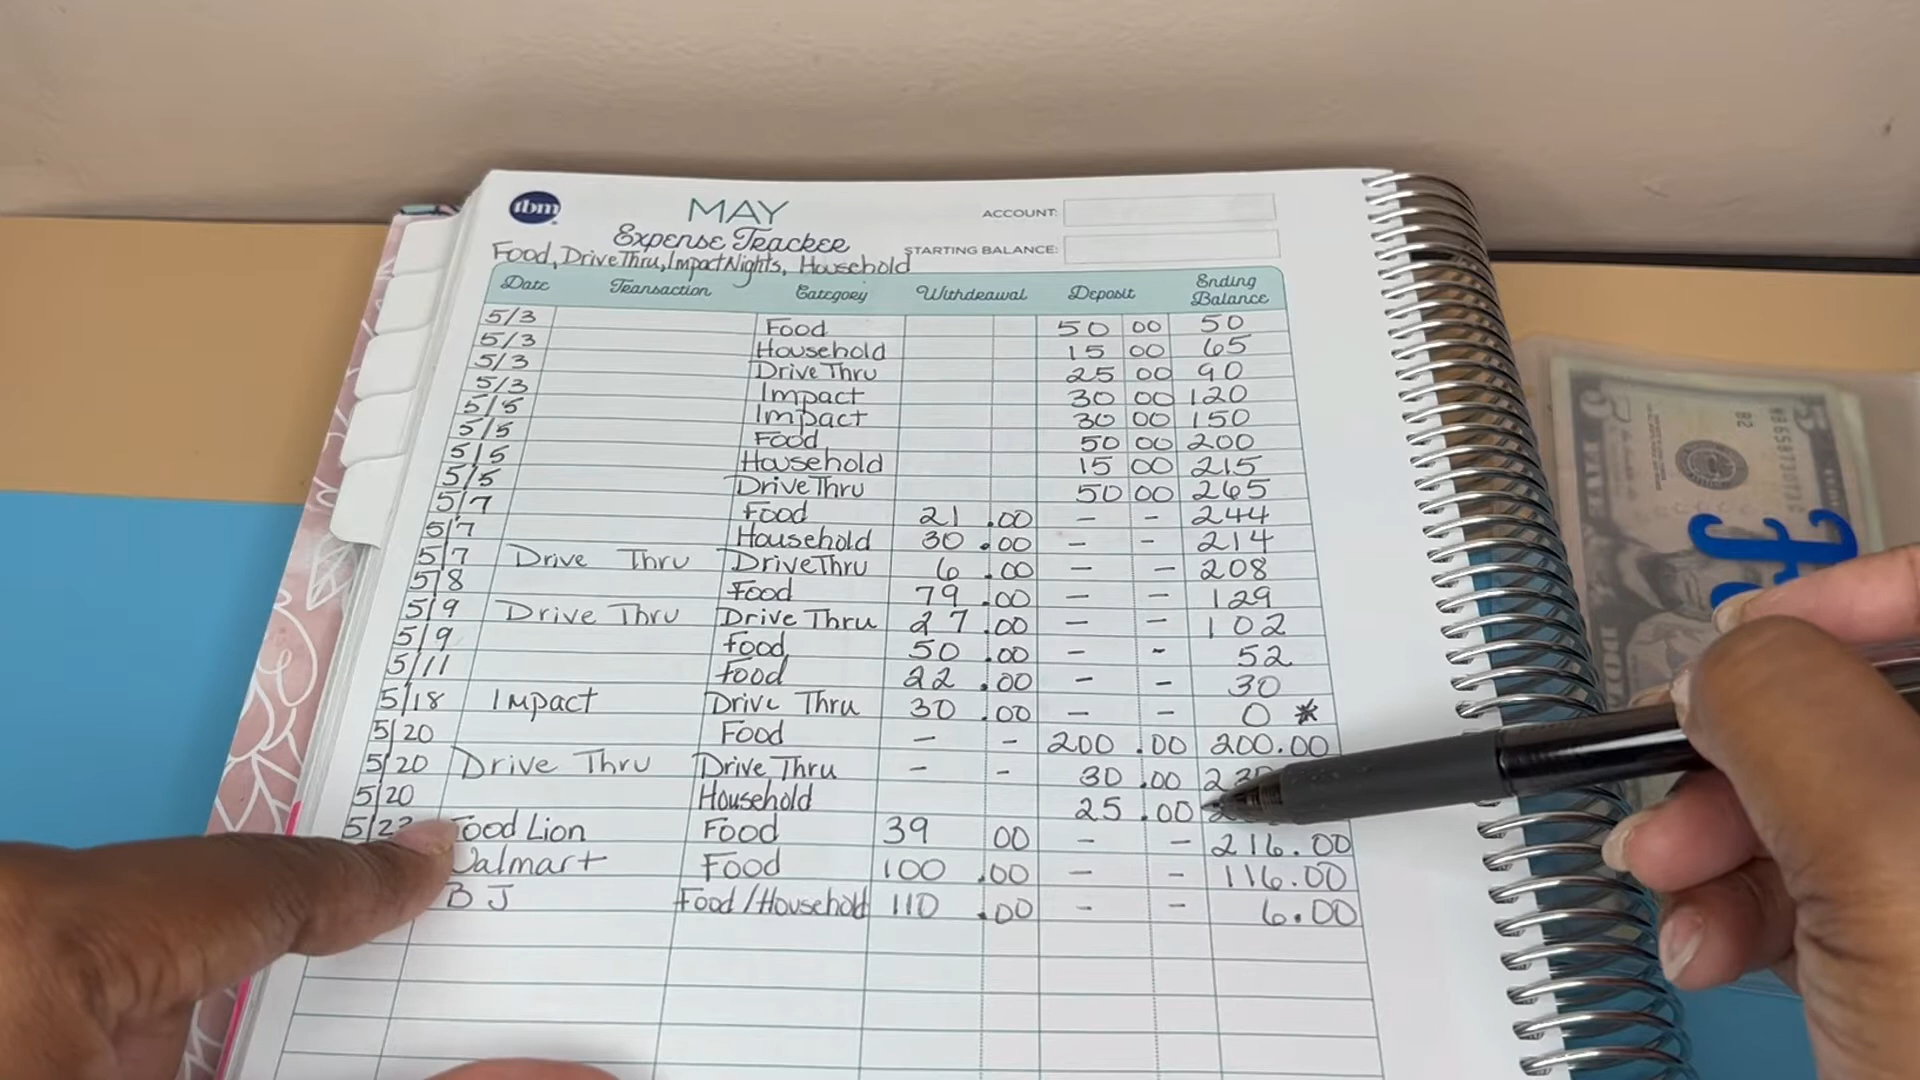 tbm
MAY
Expense Tracker
ACCOUNT:
STARTING BALANCE:
Food, Drive Thru, Impact Nights, Household
Date Transaction Category Withdrawal Deposit Ending Balance
5/3 Food 50 00 50
5/3 Household 15 00 65
5/3 Drive Thru 25 00 90
5/3 Impact 30 00 120
5/5 Impact 30 00 150
5/5 Food 50 00 200
5/5 Household 15 00 215
5/5 Drive Thru 50 00 265
5/7 Food 21 .00 - - 244
5/7 Household 30 .00 - - 214
5/7 Drive Thru Drive Thru 6 .00 - - 208
5/8 Food 79 .00 - - 129
5/9 Drive Thru Drive Thru 27 .00 - - 102
5/9 Food 50 .00 - - 52
5/11 Food 22 .00 - - 30
5/18 Impact Drive Thru 30 .00 - - 0 *
5/20 Food - - 200 .00 200.00
5/20 Drive Thru Drive Thru - - 30 .00
5/20 Household 25 .00
Food Lion Food 39 00 - - 216.00
Walmart Food 100 .00 - - 116.00
BJ Food/Household 110 .00 - - 6.00